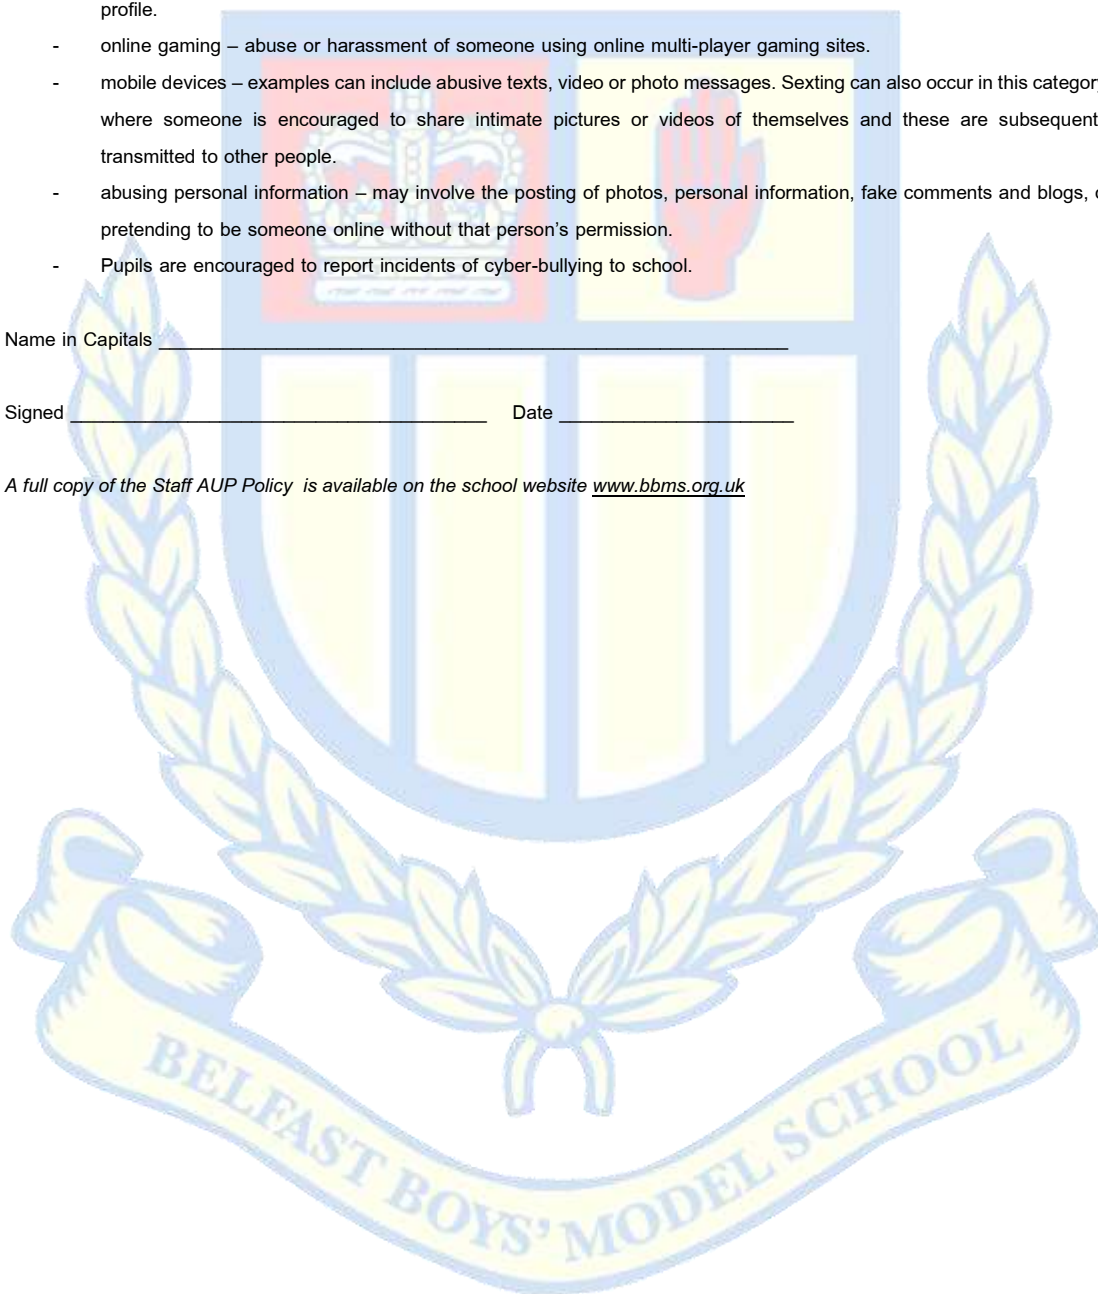 profile.
- online gaming – abuse or harassment of someone using online multi-player gaming sites.
- mobile devices – examples can include abusive texts, video or photo messages. Sexting can also occur in this category
where someone is encouraged to share intimate pictures or videos of themselves and these are subsequent
transmitted to other people.
- abusing personal information – may involve the posting of photos, personal information, fake comments and blogs,
pretending to be someone online without that person's permission.
- Pupils are encouraged to report incidents of cyber-bullying to school.
Name in Capitals ____________________________________________________________
Signed ________________________________________ Date ______________________
A full copy of the Staff AUP Policy is available on the school website www.bbms.org.uk
BELFAST BOYS' MODEL SCHOOL